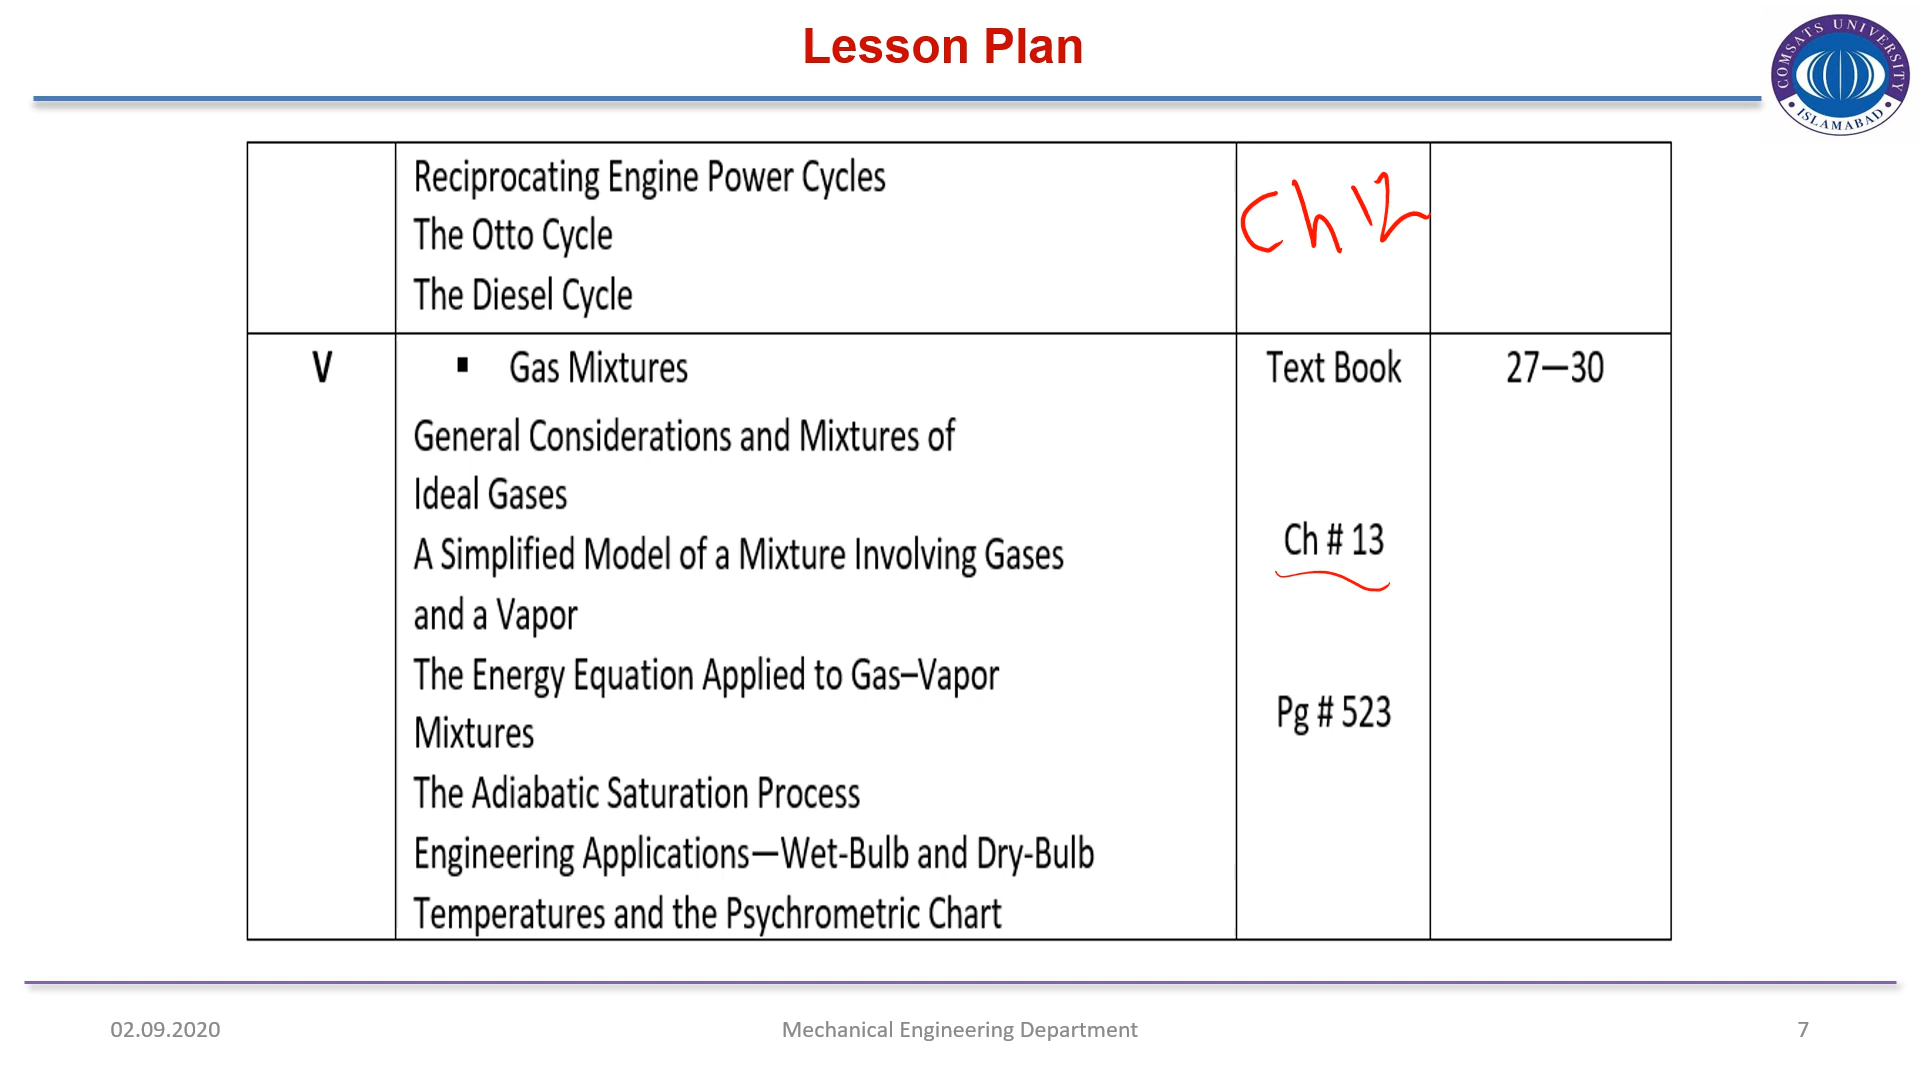 Lesson Plan
COMSATS UNIVERSITY
• ISLAMABAD •
Reciprocating Engine Power Cycles
The Otto Cycle
The Diesel Cycle
Ch 12
V
▪ Gas Mixtures
General Considerations and Mixtures of
Ideal Gases
A Simplified Model of a Mixture Involving Gases
and a Vapor
The Energy Equation Applied to Gas–Vapor
Mixtures
The Adiabatic Saturation Process
Engineering Applications—Wet-Bulb and Dry-Bulb
Temperatures and the Psychrometric Chart
Text Book
Ch # 13
Pg # 523
27—30
02.09.2020
Mechanical Engineering Department
7